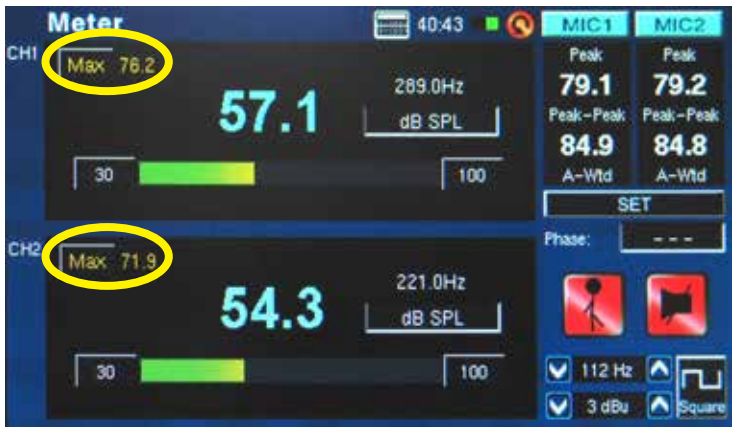 Meter
40:43
CH1
Max 76.2
57.1
289.0Hz
dB SPL
30
100
CH2
Max 71.9
54.3
221.0Hz
dB SPL
30
100
MIC1 MIC2
Peak Peak
79.1 79.2
Peak-Peak Peak-Peak
84.9 84.8
A-Wtd A-Wtd
SET
Phase: ---
112 Hz
3 dBu
Square